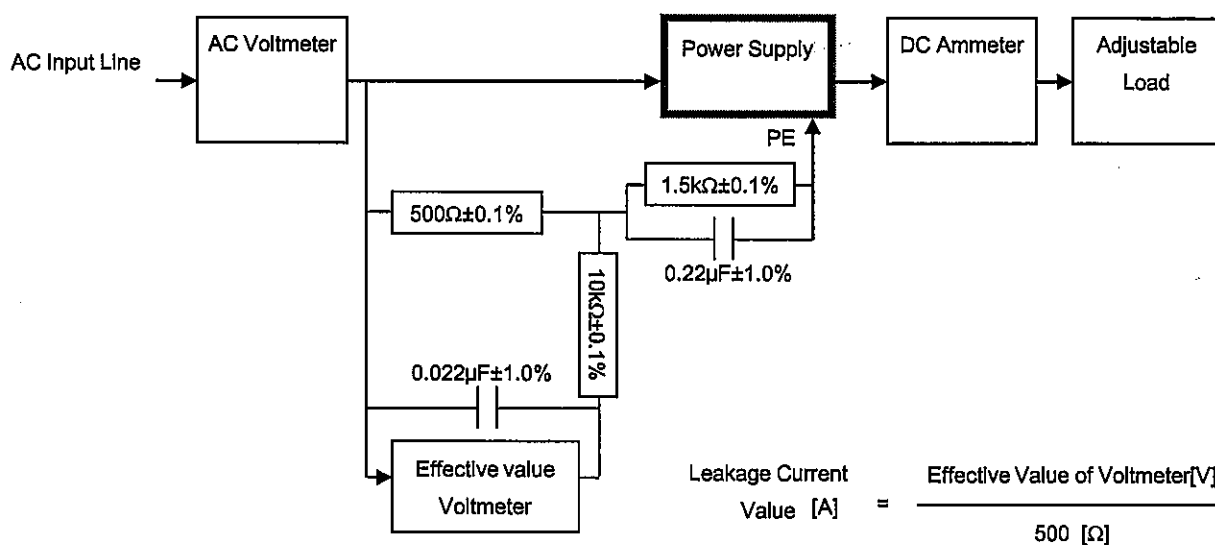 AC Input Line
AC Voltmeter
Power Supply
DC Ammeter
Adjustable
Load
PE
1.5kΩ±0.1%
500Ω±0.1%
0.22µF±1.0%
10kΩ±0.1%
0.022µF±1.0%
Effective value
Voltmeter
Leakage Current
Value [A]
=
Effective Value of Voltmeter[V]
500 [Ω]